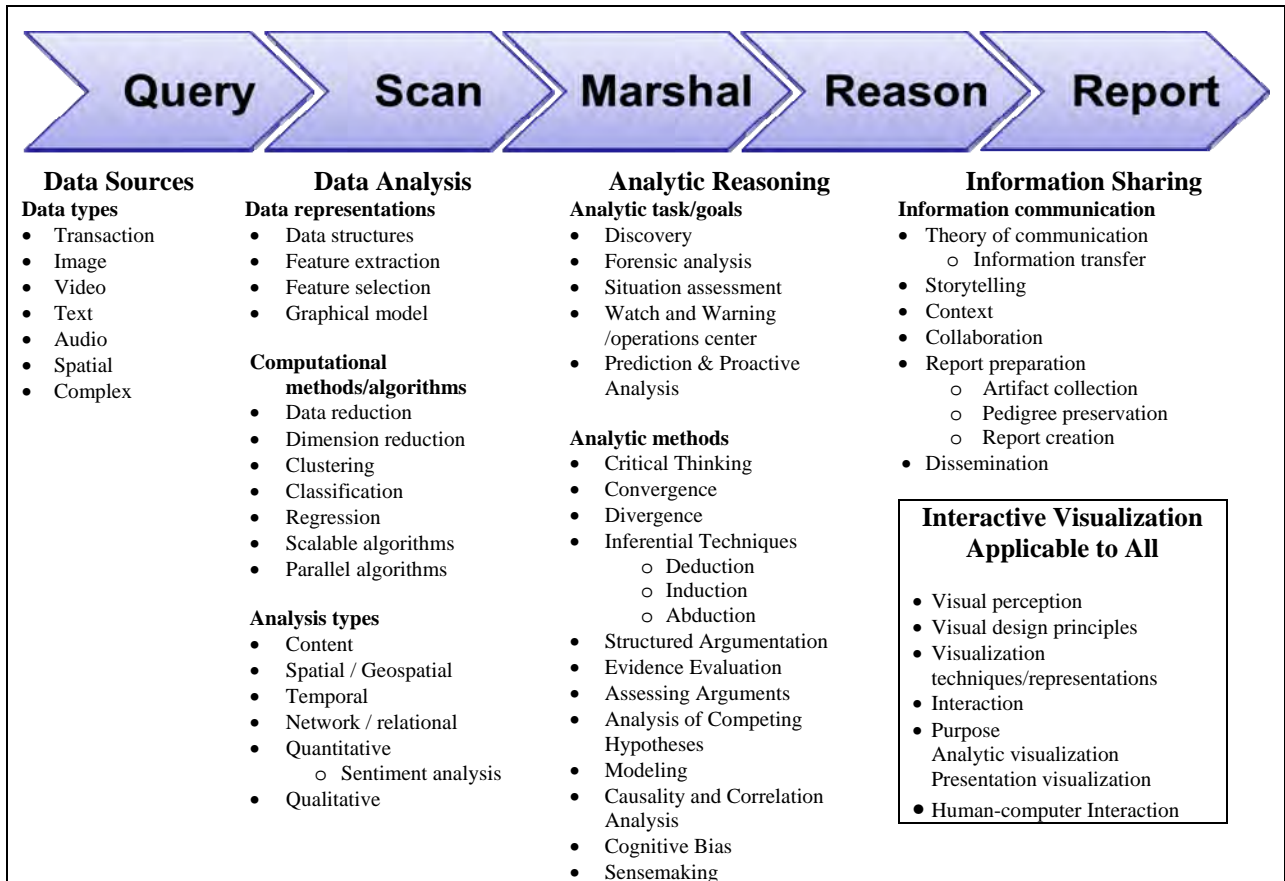 Query
Scan
Marshal
Reason
Report
Data Sources
Data types
• Transaction
• Image
• Video
• Text
• Audio
• Spatial
• Complex
Data Analysis
Data representations
• Data structures
• Feature extraction
• Feature selection
• Graphical model
Computational
methods/algorithms
• Data reduction
• Dimension reduction
• Clustering
• Classification
• Regression
• Scalable algorithms
• Parallel algorithms
Analysis types
• Content
• Spatial / Geospatial
• Temporal
• Network / relational
• Quantitative
o Sentiment analysis
• Qualitative
Analytic Reasoning
Analytic task/goals
• Discovery
• Forensic analysis
• Situation assessment
• Watch and Warning
/operations center
• Prediction & Proactive
Analysis
Analytic methods
• Critical Thinking
• Convergence
• Divergence
• Inferential Techniques
o Deduction
o Induction
o Abduction
• Structured Argumentation
• Evidence Evaluation
• Assessing Arguments
• Analysis of Competing
Hypotheses
• Modeling
• Causality and Correlation
Analysis
• Cognitive Bias
• Sensemaking
Information Sharing
Information communication
• Theory of communication
o Information transfer
• Storytelling
• Context
• Collaboration
• Report preparation
o Artifact collection
o Pedigree preservation
o Report creation
• Dissemination
Interactive Visualization
Applicable to All
• Visual perception
• Visual design principles
• Visualization
techniques/representations
• Interaction
• Purpose
Analytic visualization
Presentation visualization
• Human-computer Interaction